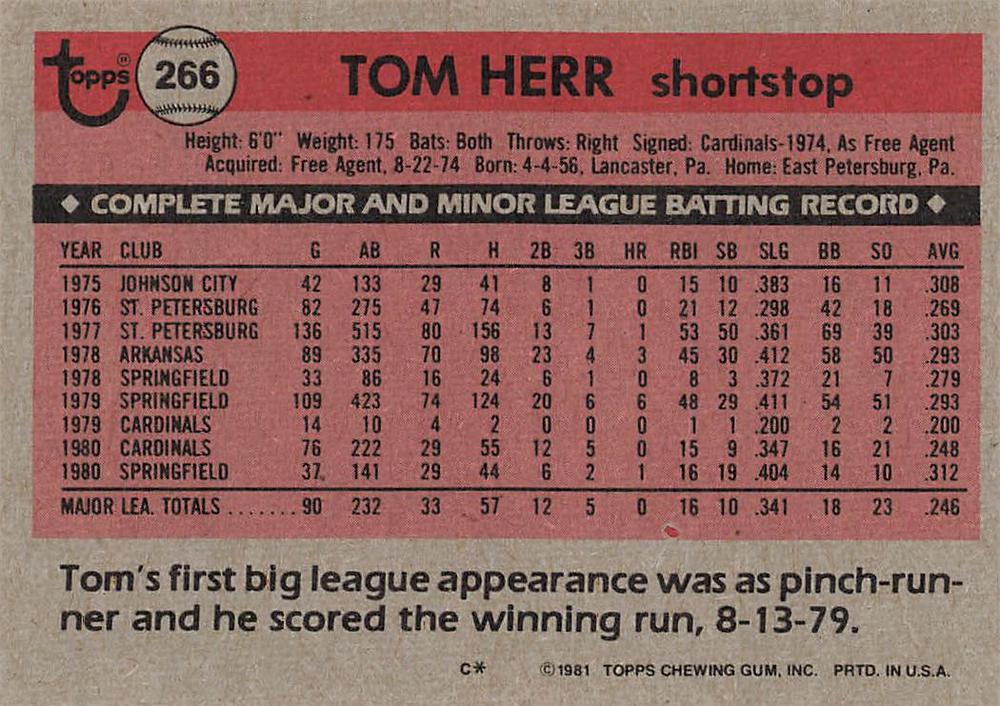 topps® 266 TOM HERR shortstop
Height: 6'0" Weight: 175 Bats: Both Throws: Right Signed: Cardinals-1974, As Free Agent
Acquired: Free Agent, 8-22-74 Born: 4-4-56, Lancaster, Pa. Home: East Petersburg, Pa.
◆ COMPLETE MAJOR AND MINOR LEAGUE BATTING RECORD ◆
YEAR CLUB G AB R H 2B 3B HR RBI SB SLG BB SO AVG
1975 JOHNSON CITY 42 133 29 41 8 1 0 15 10 .383 16 11 .308
1976 ST. PETERSBURG 82 275 47 74 6 1 0 21 12 .298 42 18 .269
1977 ST. PETERSBURG 136 515 80 156 13 7 1 53 50 .361 69 39 .303
1978 ARKANSAS 89 335 70 98 23 4 3 45 30 .412 58 50 .293
1978 SPRINGFIELD 33 86 16 24 6 1 0 8 3 .372 21 7 .279
1979 SPRINGFIELD 109 423 74 124 20 6 6 48 29 .411 54 51 .293
1979 CARDINALS 14 10 4 2 0 0 0 1 1 .200 2 2 .200
1980 CARDINALS 76 222 29 55 12 5 0 15 9 .347 16 21 .248
1980 SPRINGFIELD 37 141 29 44 6 2 1 16 19 .404 14 10 .312
MAJOR LEA. TOTALS ....... 90 232 33 57 12 5 0 16 10 .341 18 23 .246
Tom's first big league appearance was as pinch-run-
ner and he scored the winning run, 8-13-79.
C* ©1981 TOPPS CHEWING GUM, INC. PRTD. IN U.S.A.